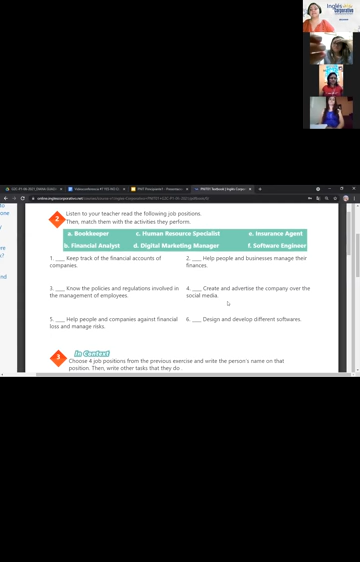 Inglés
Corporativo
online.inglescorporativo.net
2. Listen to your teacher read the following job positions.
Then, match them with the activities they perform.
a. Bookkeeper c. Human Resource Specialist e. Insurance Agent
b. Financial Analyst d. Digital Marketing Manager f. Software Engineer
1. ___ Keep track of the financial accounts of
companies.
2. ___ Help people and businesses manage their
finances.
3. ___ Know the policies and regulations involved in
the management of employees.
4. ___ Create and advertise the company over the
social media.
5. ___ Help people and companies against financial
loss and manage risks.
6. ___ Design and develop different softwares.
In Context
3 Choose 4 job positions from the previous exercise and write the person's name on that
position. Then, write other tasks that they do